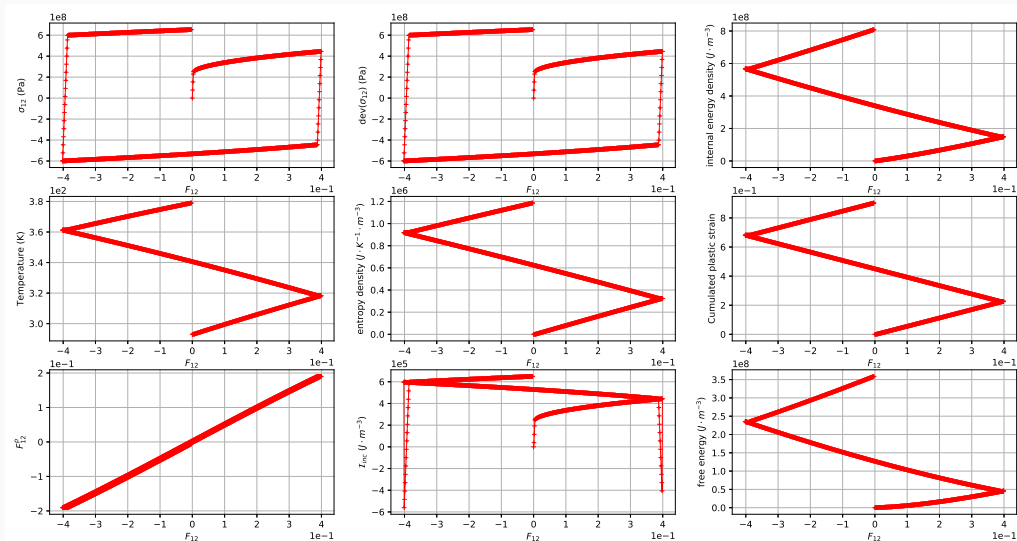 6e8
6e8
1e8
σ₁₂ (Pa)
6
4
2
0
−2
−4
−6
−4 −3 −2 −1 0 1 2 3 4
F₁₂
1e−1
dev(σ₁₂) (Pa)
6
4
2
0
−2
−4
−6
−4 −3 −2 −1 0 1 2 3 4
F₁₂
1e−1
internal energy density (J · m⁻³)
8
6
4
2
0
−4 −3 −2 −1 0 1 2 3 4
F₁₂
1e−1
3.8 1e2
Temperature (K)
3.8
3.6
3.4
3.2
3.0
−4 −3 −2 −1 0 1 2 3 4
F₁₂
1e−1
1e6
entropy density (J · K⁻¹ · m⁻³)
1.2
1.0
0.8
0.6
0.4
0.2
0.0
−4 −3 −2 −1 0 1 2 3 4
F₁₂
1e−1
1e−1
Cumulated plastic strain
8
6
4
2
0
−4 −3 −2 −1 0 1 2 3 4
F₁₂
1e−1
1e−1
F₁₂ᵖ
2
1
0
−1
−2
−4 −3 −2 −1 0 1 2 3 4
F₁₂
1e−1
1e5
I_inc (J · m⁻³)
6
4
2
0
−2
−4
−6
−4 −3 −2 −1 0 1 2 3 4
F₁₂
1e−1
1e8
free energy (J · m⁻³)
3.5
3.0
2.5
2.0
1.5
1.0
0.5
0.0
−4 −3 −2 −1 0 1 2 3 4
F₁₂
1e−1